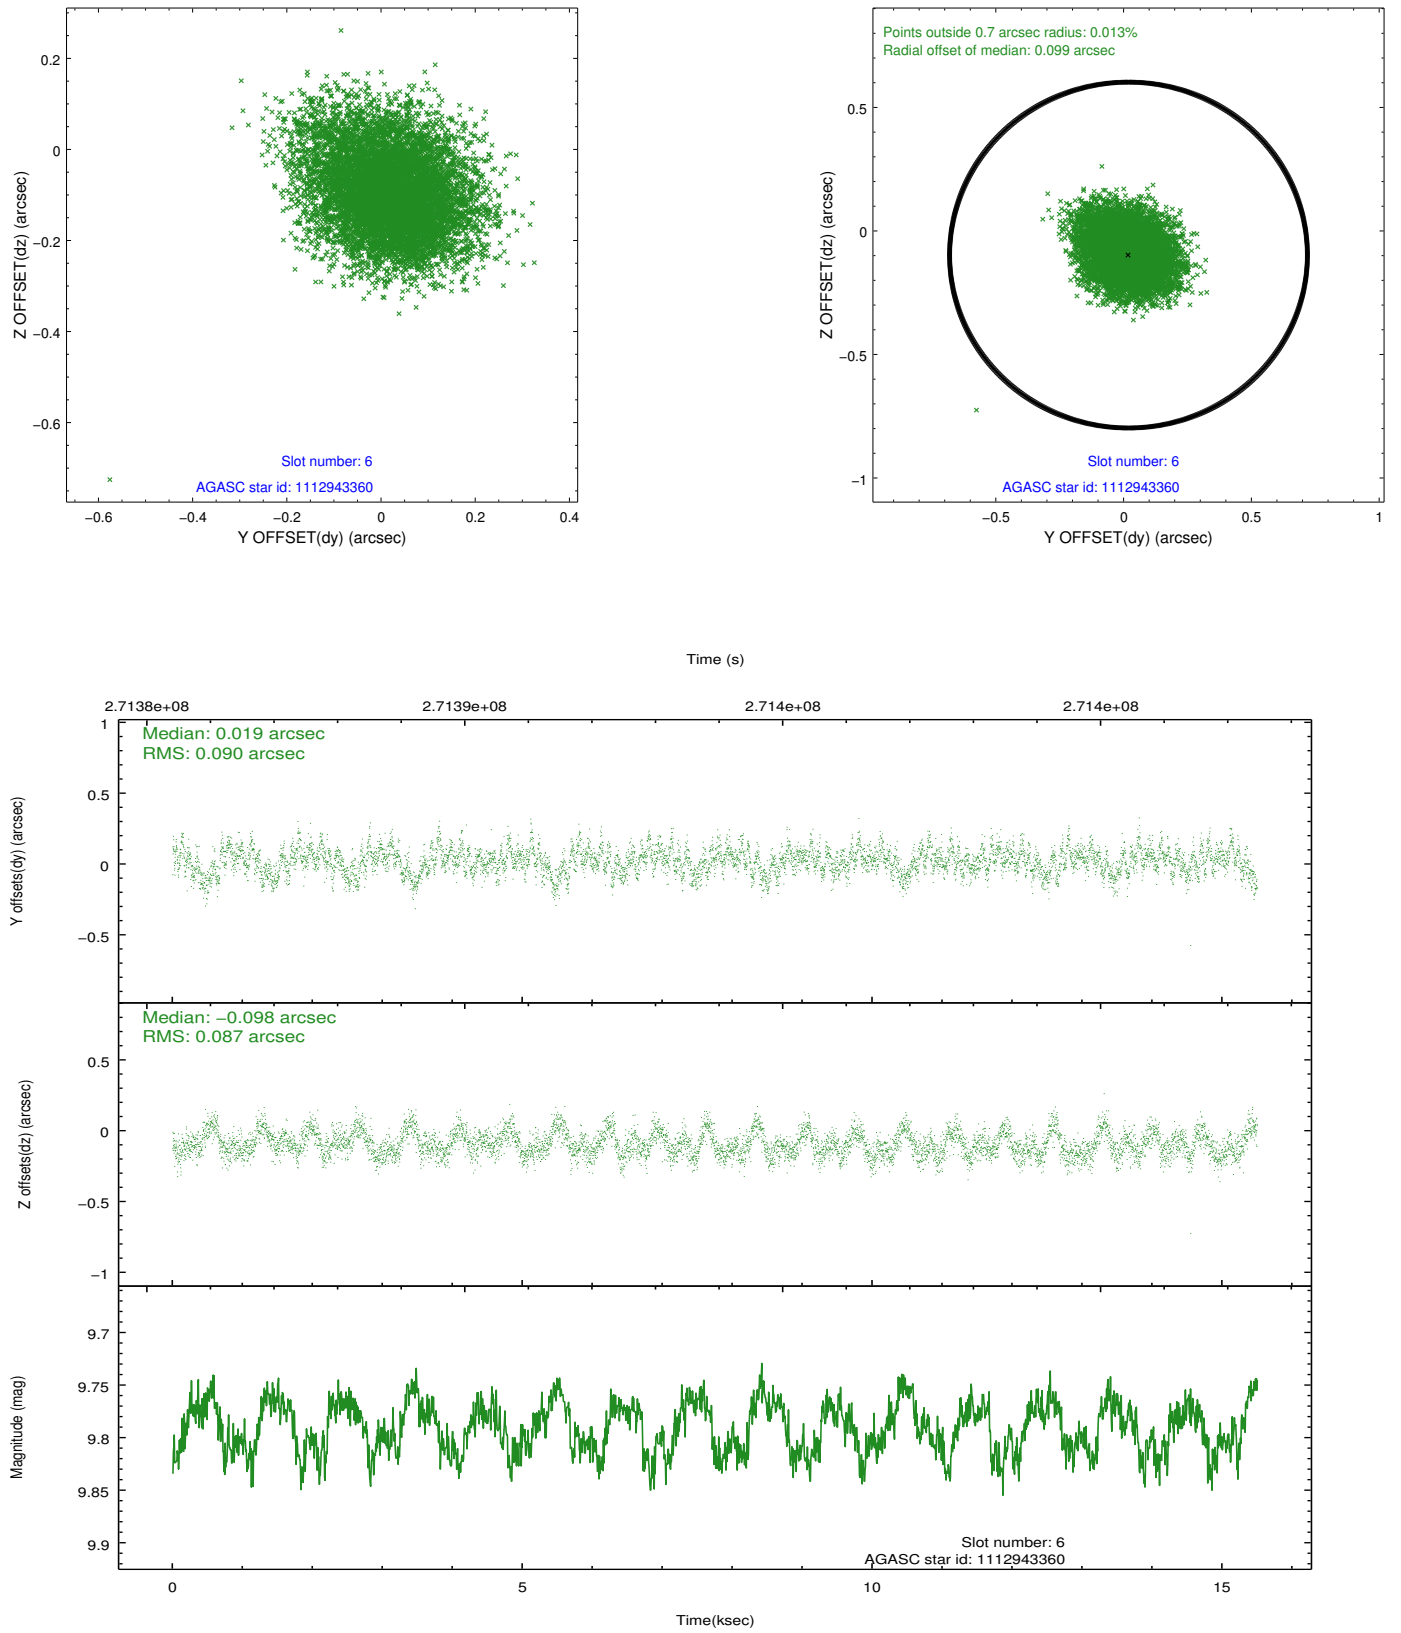 0.2
0
−0.2
−0.4
−0.6
Z OFFSET(dz) (arcsec)
Slot number: 6
AGASC star id: 1112943360
−0.6
−0.4
−0.2
0
0.2
0.4
Y OFFSET(dy) (arcsec)
Points outside 0.7 arcsec radius: 0.013%
Radial offset of median: 0.099 arcsec
0.5
0
−0.5
−1
Z OFFSET(dz) (arcsec)
Slot number: 6
AGASC star id: 1112943360
−0.5
0
0.5
1
Y OFFSET(dy) (arcsec)
Time (s)
2.7138e+08
2.7139e+08
2.714e+08
2.714e+08
Median: 0.019 arcsec
RMS: 0.090 arcsec
1
0.5
0
−0.5
Y offsets(dy) (arcsec)
Median: −0.098 arcsec
RMS: 0.087 arcsec
0.5
0
−0.5
−1
Z offsets(dz) (arcsec)
9.7
9.75
9.8
9.85
9.9
Magnitude (mag)
Slot number: 6
AGASC star id: 1112943360
0
5
10
15
Time(ksec)